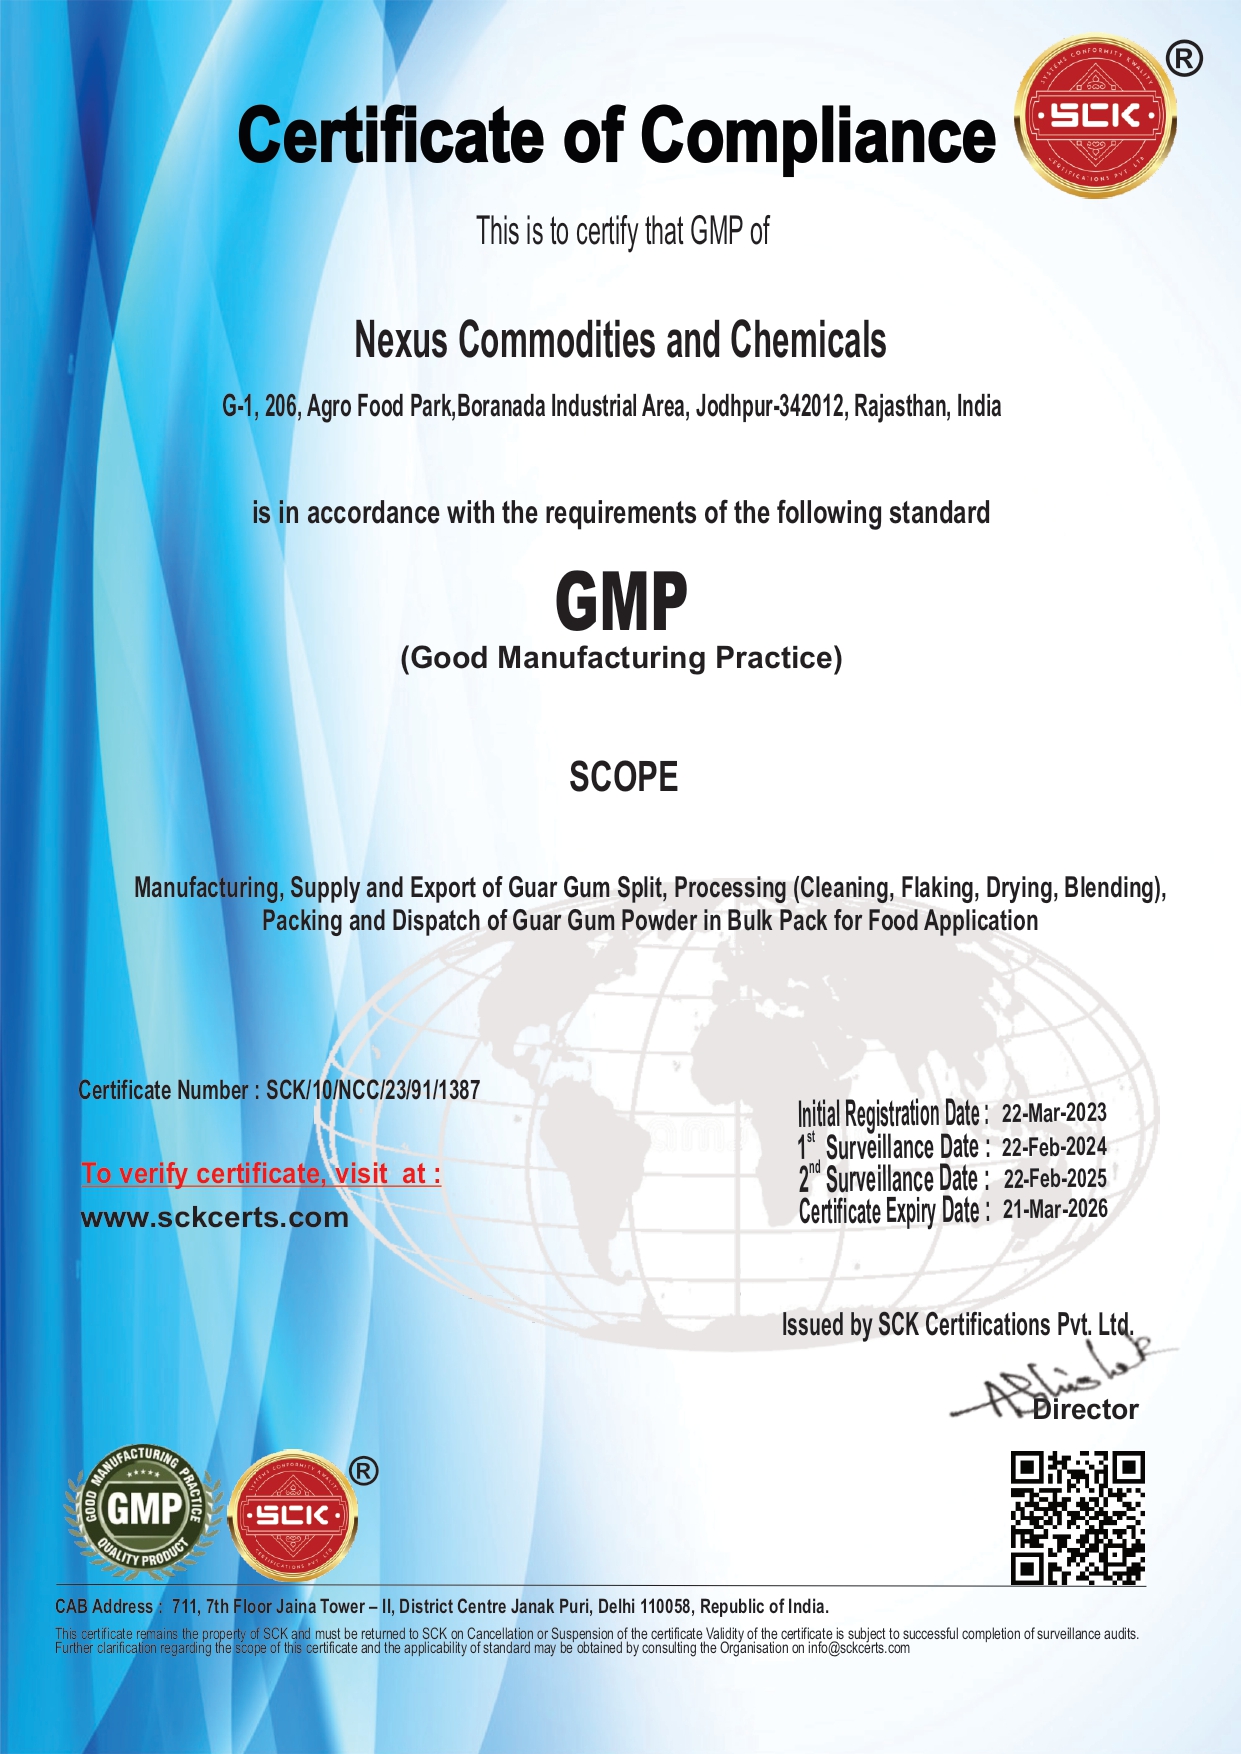 Certificate of Compliance
SYSTEMS CONFORMITY KWALITY
SCK
CERTIFICATIONS PVT. LTD
®
This is to certify that GMP of
Nexus Commodities and Chemicals
G-1, 206, Agro Food Park,Boranada Industrial Area, Jodhpur-342012, Rajasthan, India
is in accordance with the requirements of the following standard
GMP
(Good Manufacturing Practice)
SCOPE
Manufacturing, Supply and Export of Guar Gum Split, Processing (Cleaning, Flaking, Drying, Blending),
Packing and Dispatch of Guar Gum Powder in Bulk Pack for Food Application
Certificate Number : SCK/10/NCC/23/91/1387
To verify certificate, visit at :
www.sckcerts.com
Initial Registration Date : 22-Mar-2023
1st Surveillance Date : 22-Feb-2024
2nd Surveillance Date : 22-Feb-2025
Certificate Expiry Date : 21-Mar-2026
Issued by SCK Certifications Pvt. Ltd.
Abhishek
Director
GOOD MANUFACTURING PRACTICE
GMP
QUALITY PRODUCT
SYSTEMS CONFORMITY KWALITY
SCK
CERTIFICATIONS PVT. LTD
®
CAB Address : 711, 7th Floor Jaina Tower – II, District Centre Janak Puri, Delhi 110058, Republic of India.
This certificate remains the property of SCK and must be returned to SCK on Cancellation or Suspension of the certificate Validity of the certificate is subject to successful completion of surveillance audits.
Further clarification regarding the scope of this certificate and the applicability of standard may be obtained by consulting the Organisation on info@sckcerts.com